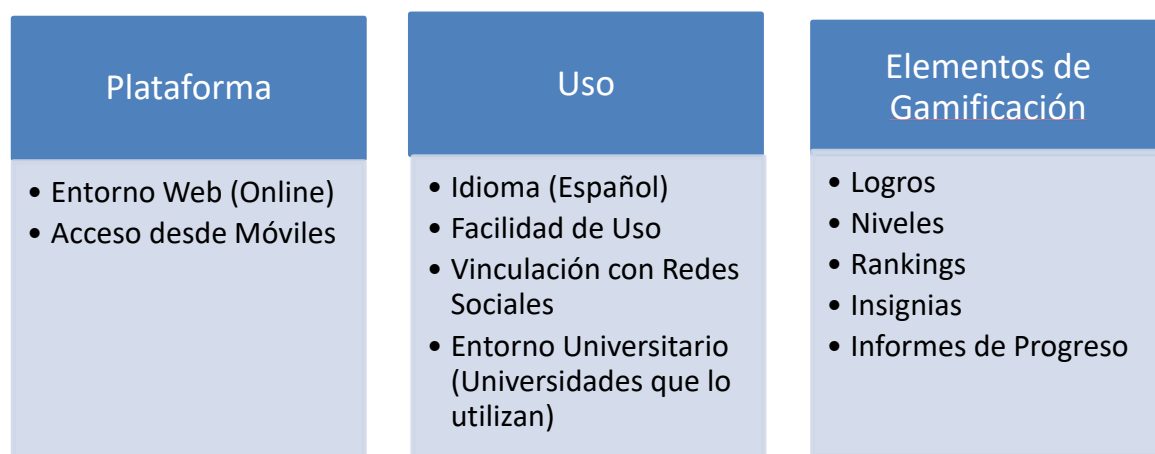 Plataforma
• Entorno Web (Online)
• Acceso desde Móviles
Uso
• Idioma (Español)
• Facilidad de Uso
• Vinculación con Redes
Sociales
• Entorno Universitario
(Universidades que lo
utilizan)
Elementos de
Gamificación
• Logros
• Niveles
• Rankings
• Insignias
• Informes de Progreso